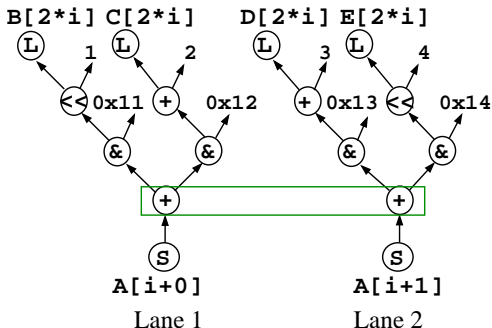 B[2*i] C[2*i] D[2*i] E[2*i]
L L L L
1 2 3 4
<< + + <<
0x11 0x12 0x13 0x14
& & & &
+ +
S S
A[i+0] A[i+1]
Lane 1 Lane 2